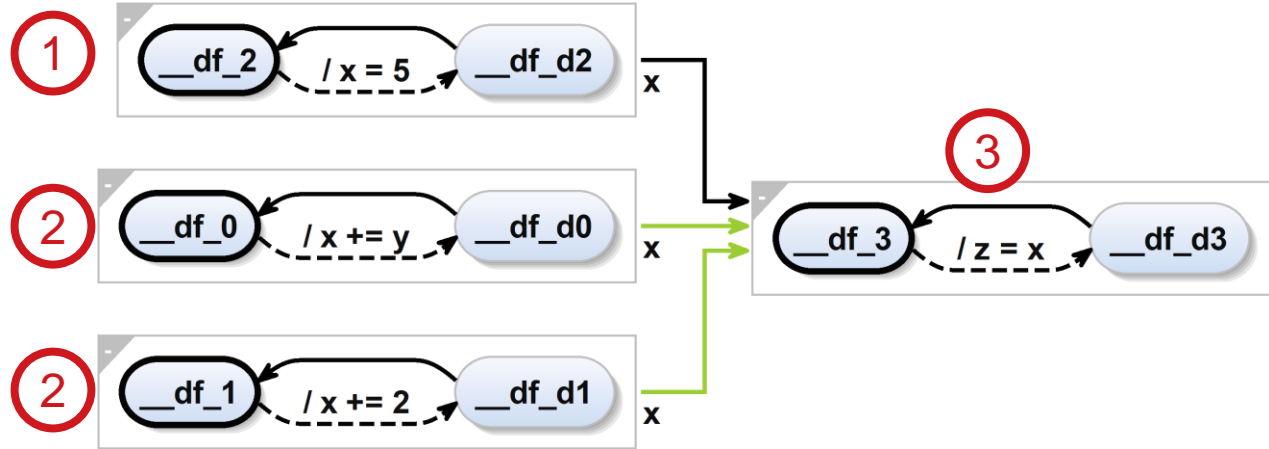 1
- 
__df_2
/ x = 5
__df_d2
x
2
-
__df_0
/ x += y
__df_d0
x
3
-
__df_3
/ z = x
__df_d3
2
-
__df_1
/ x += 2
__df_d1
x